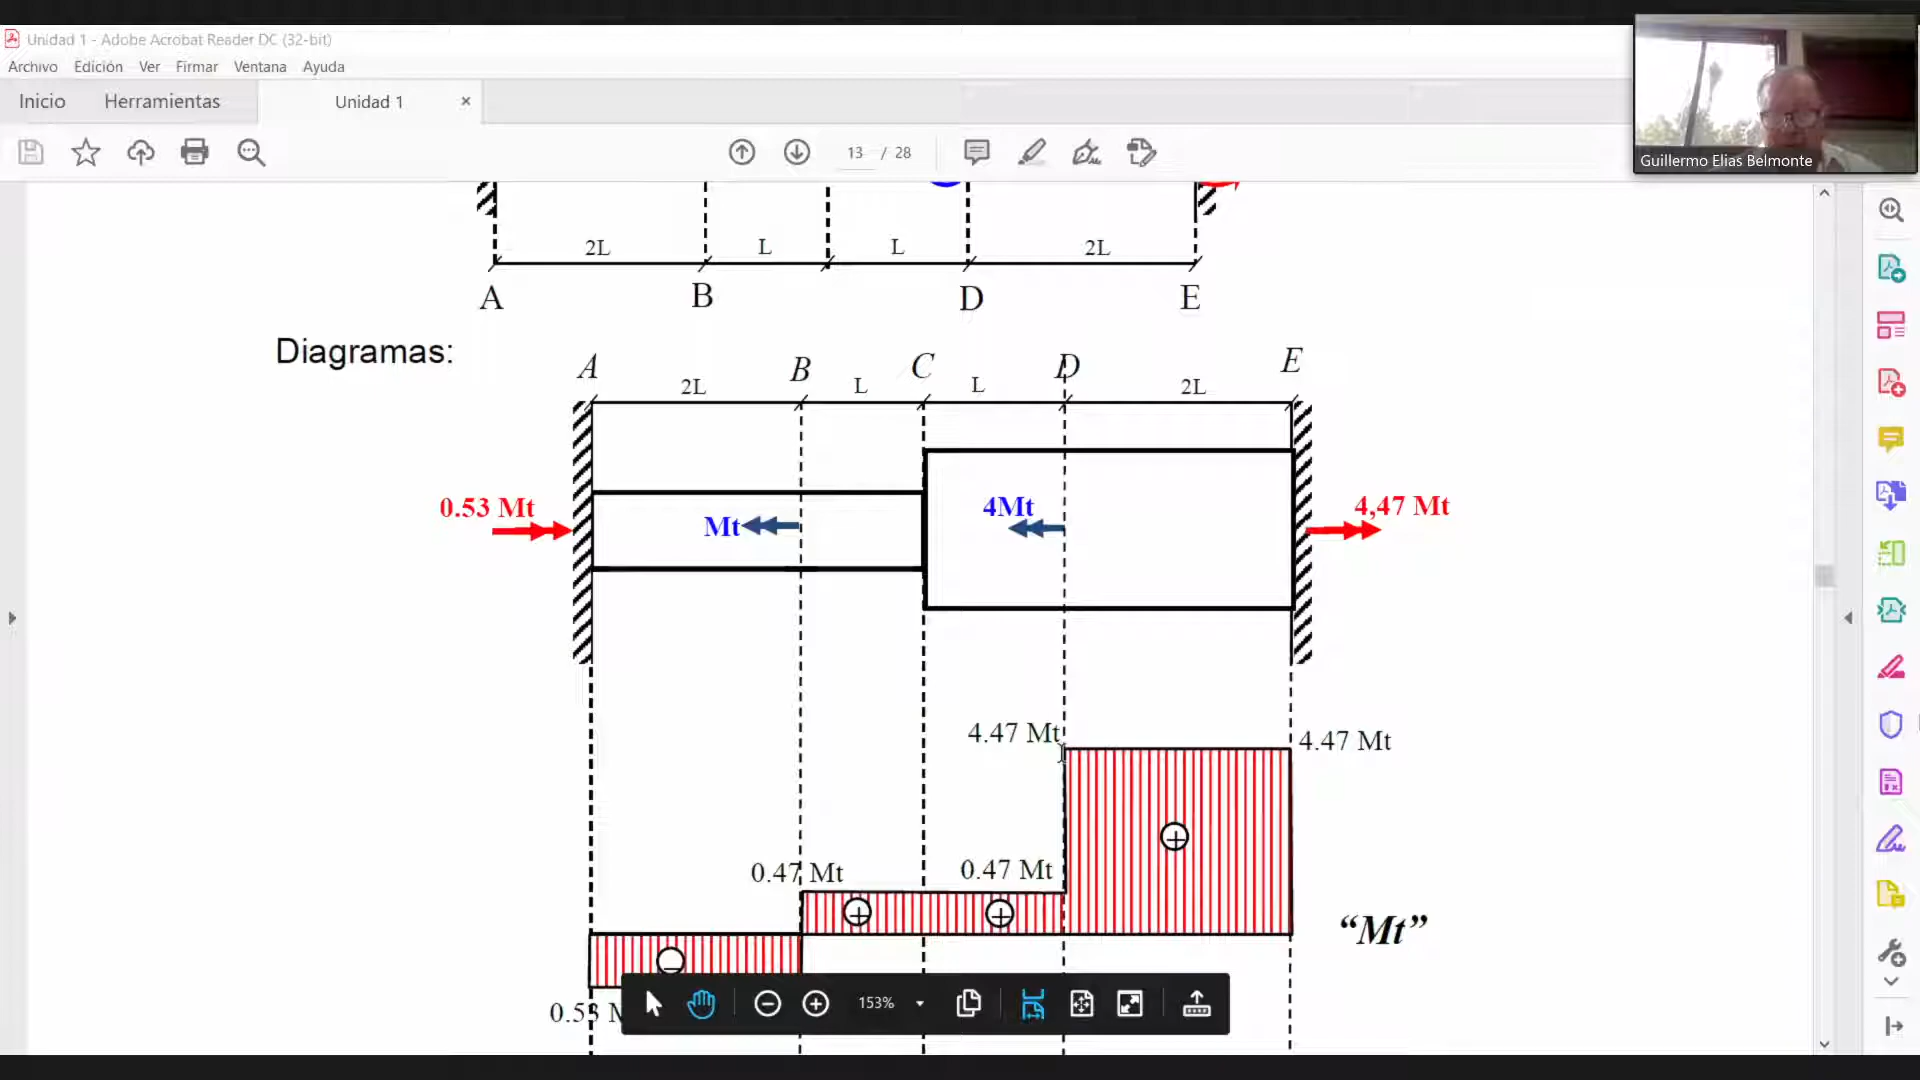 Unidad 1 - Adobe Acrobat Reader DC (32-bit)
Archivo Edición Ver Firmar Ventana Ayuda
Inicio Herramientas Unidad 1 ×
13 / 28
Guillermo Elias Belmonte
2L L L 2L
A B D E
Diagramas:
A B C D E
2L L L 2L
0.53 Mt Mt 4Mt 4,47 Mt
4.47 Mt 4.47 Mt
0.47 Mt 0.47 Mt
“Mt”
153%